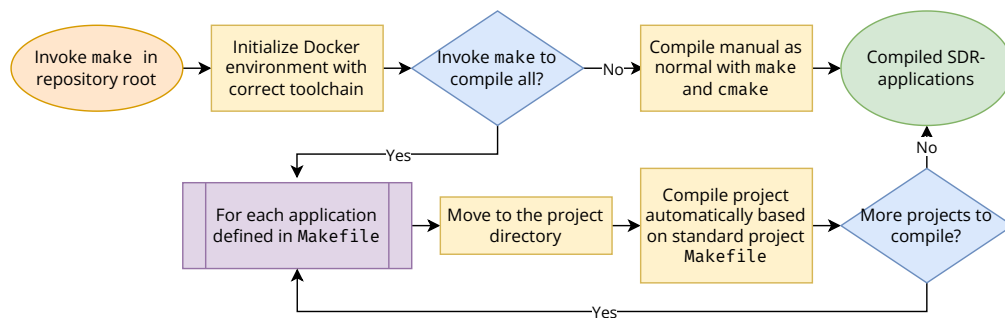 Invoke make in
repository root
Initialize Docker
environment with
correct toolchain
Invoke make to
compile all?
No
Compile manual as
normal with make
and cmake
Compiled SDR-
applications
Yes
No
For each application
defined in Makefile
Move to the project
directory
Compile project
automatically based
on standard project
Makefile
More projects to
compile?
Yes